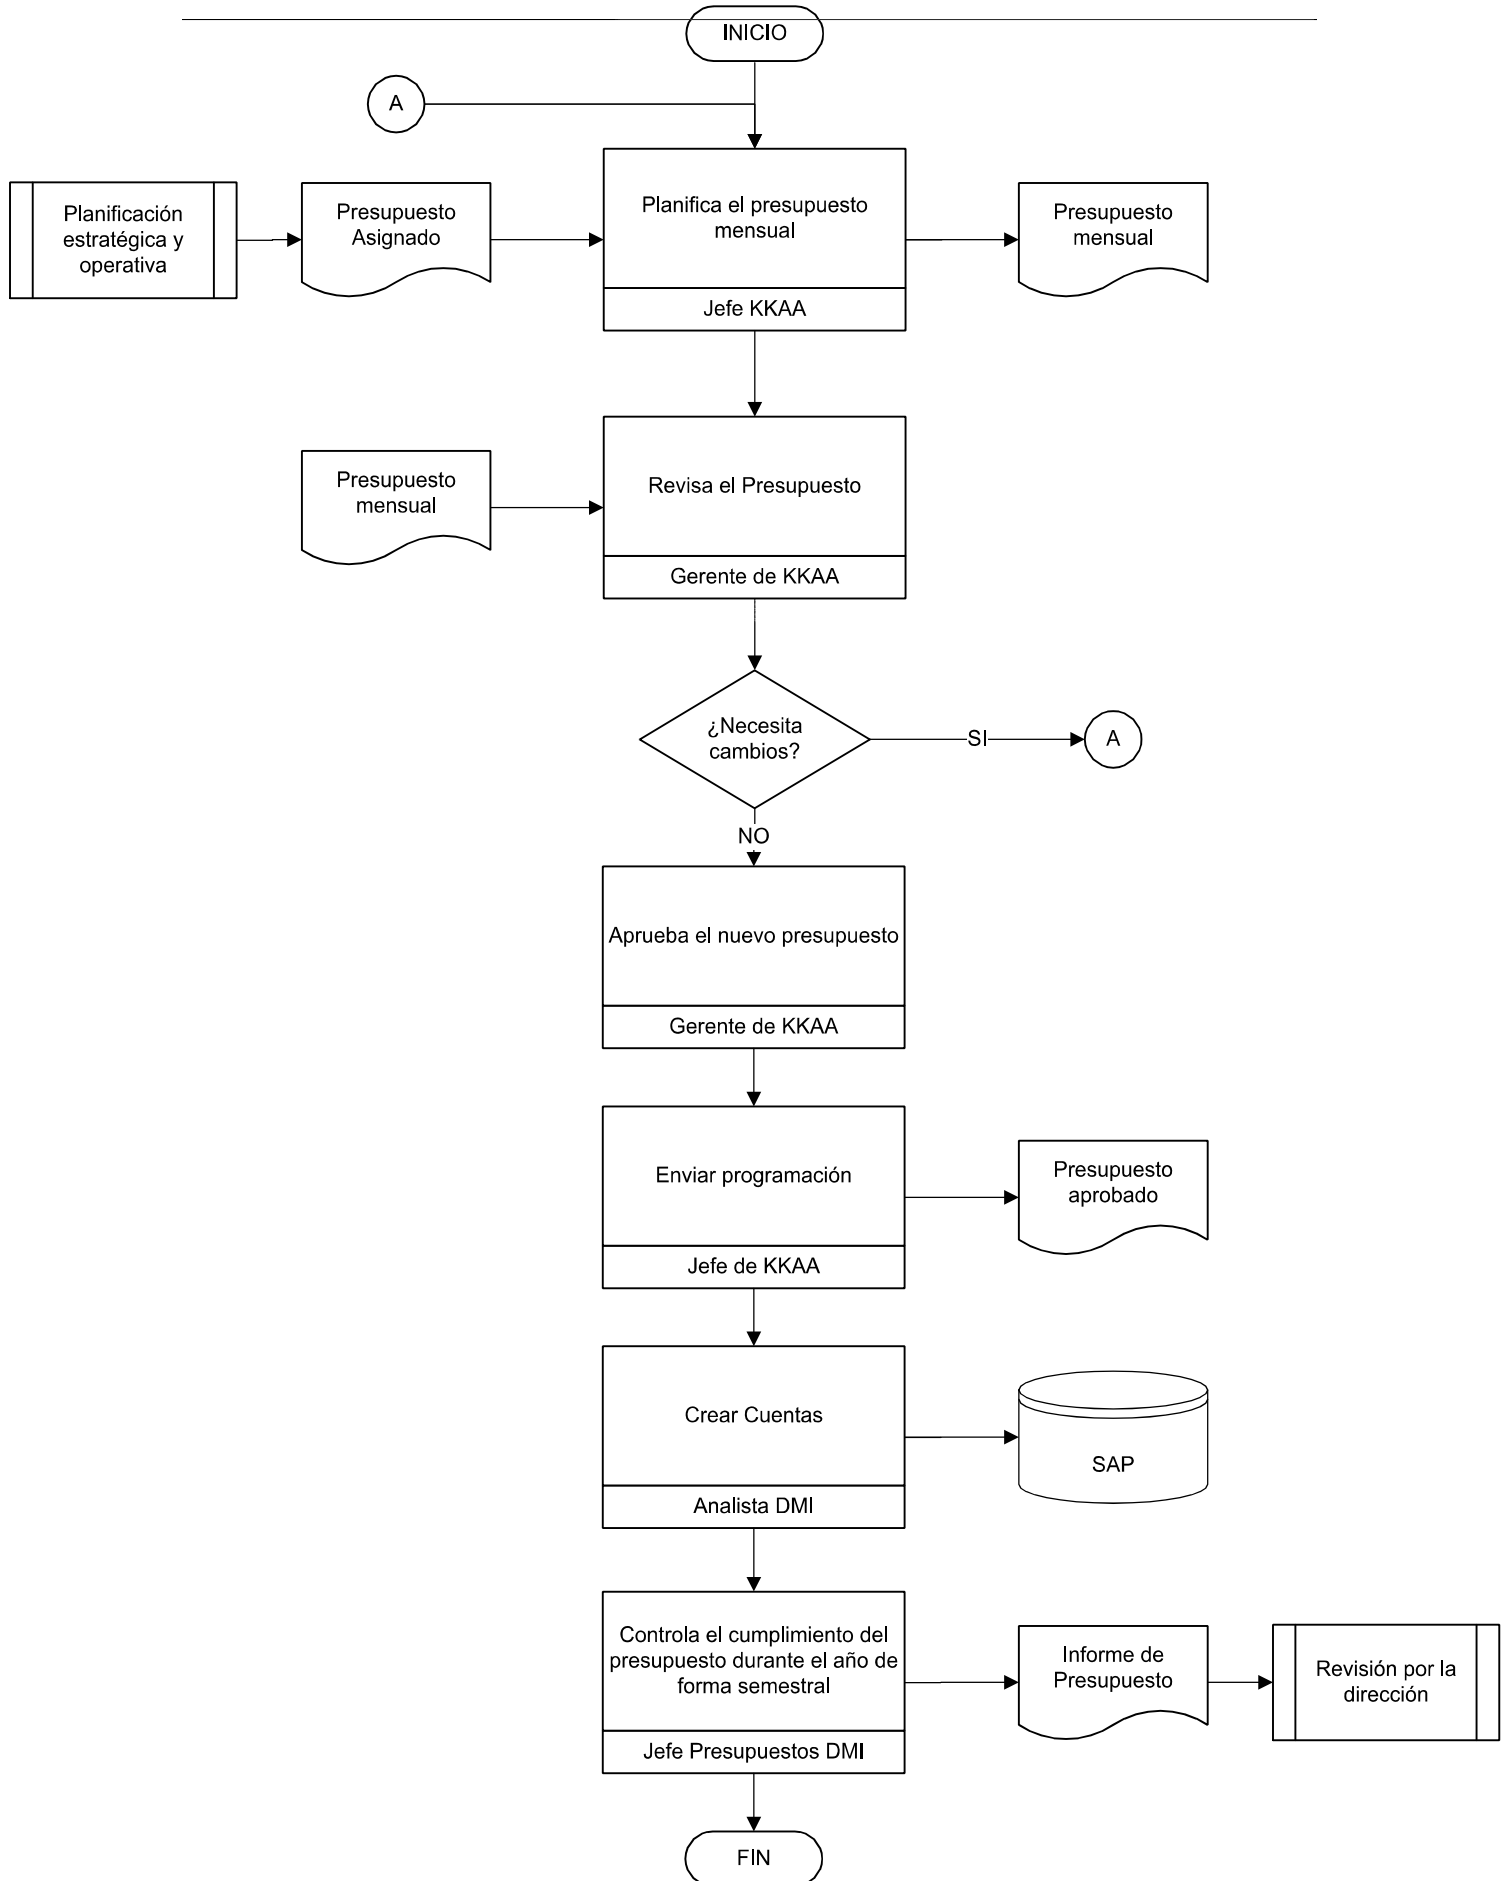 INICIO
A
Planificación
estratégica y
operativa
Presupuesto
Asignado
Planifica el presupuesto
mensual
Jefe KKAA
Presupuesto
mensual
Presupuesto
mensual
Revisa el Presupuesto
Gerente de KKAA
¿Necesita
cambios?
SI
A
NO
Aprueba el nuevo presupuesto
Gerente de KKAA
Enviar programación
Jefe de KKAA
Presupuesto
aprobado
Crear Cuentas
Analista DMI
SAP
Controla el cumplimiento del
presupuesto durante el año de
forma semestral
Jefe Presupuestos DMI
Informe de
Presupuesto
Revisión por la
dirección
FIN